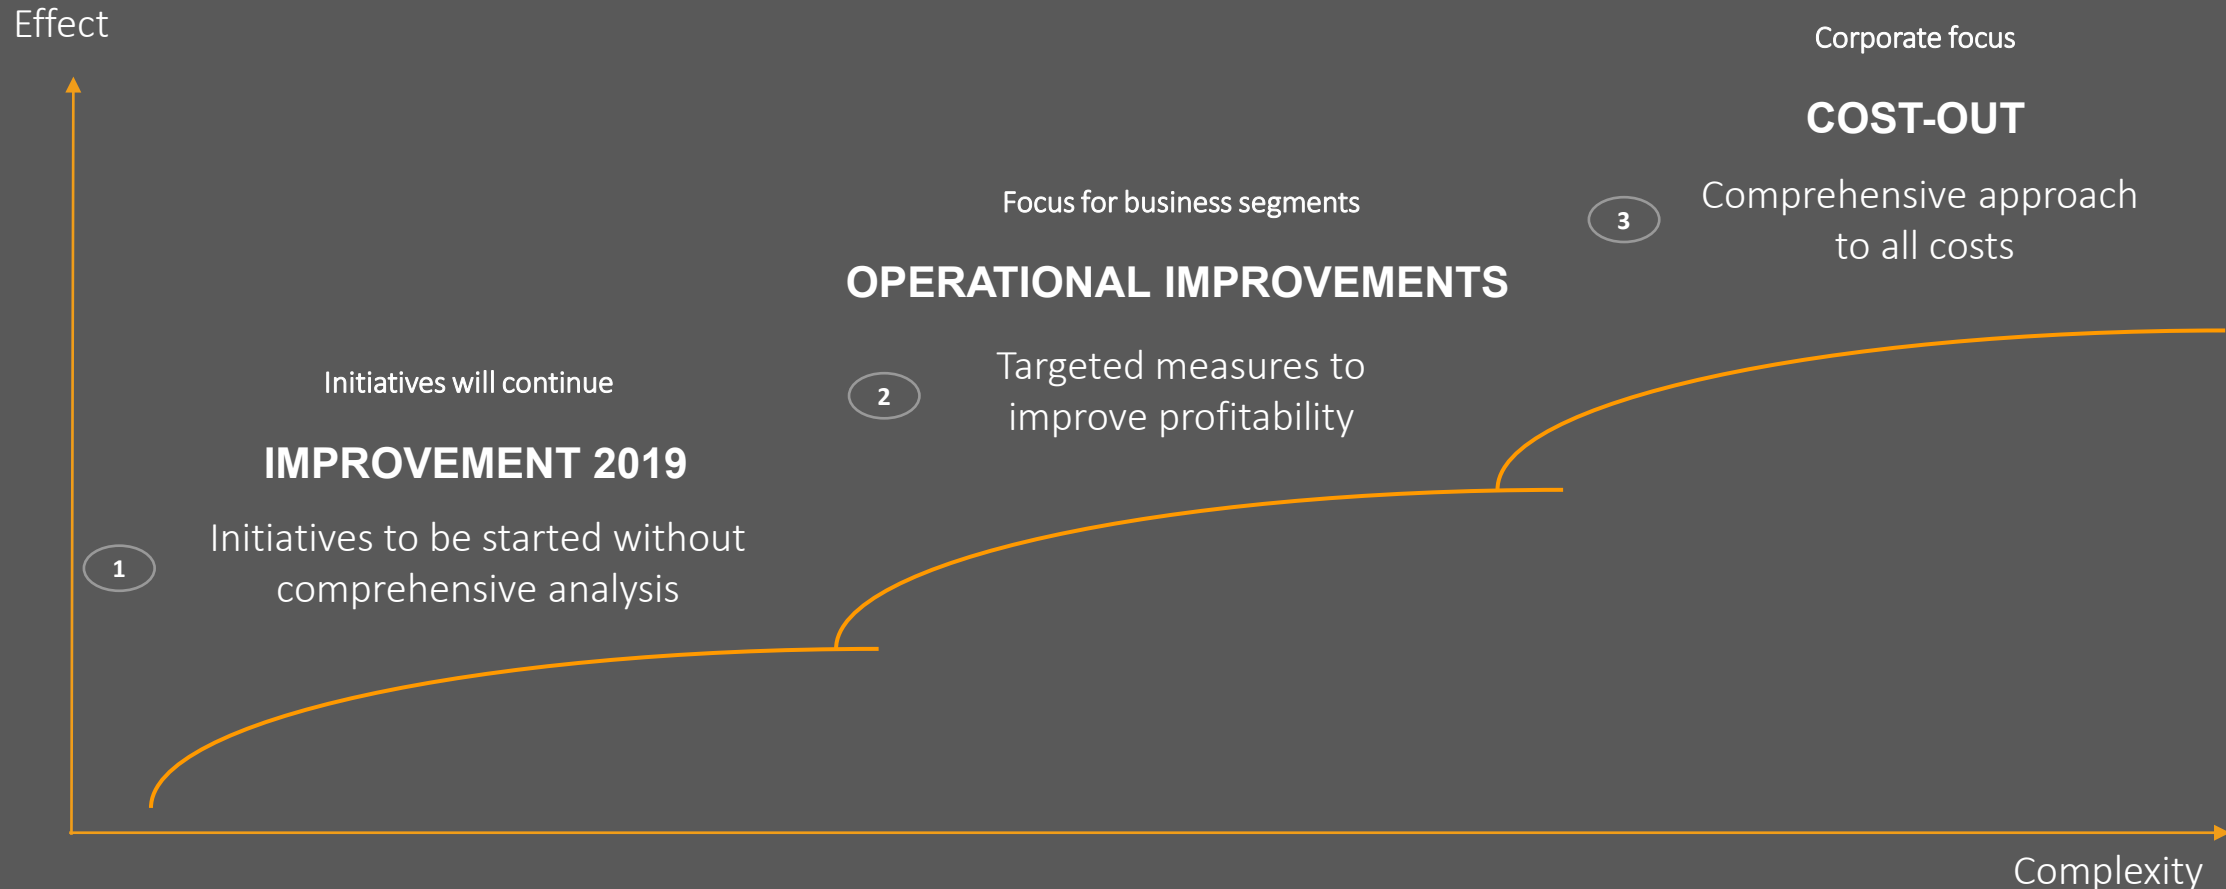 Effect
Corporate focus
COST-OUT
Comprehensive approach
to all costs
3
Focus for business segments
OPERATIONAL IMPROVEMENTS
Targeted measures to
improve profitability
2
Initiatives will continue
IMPROVEMENT 2019
Initiatives to be started without
comprehensive analysis
1
Complexity